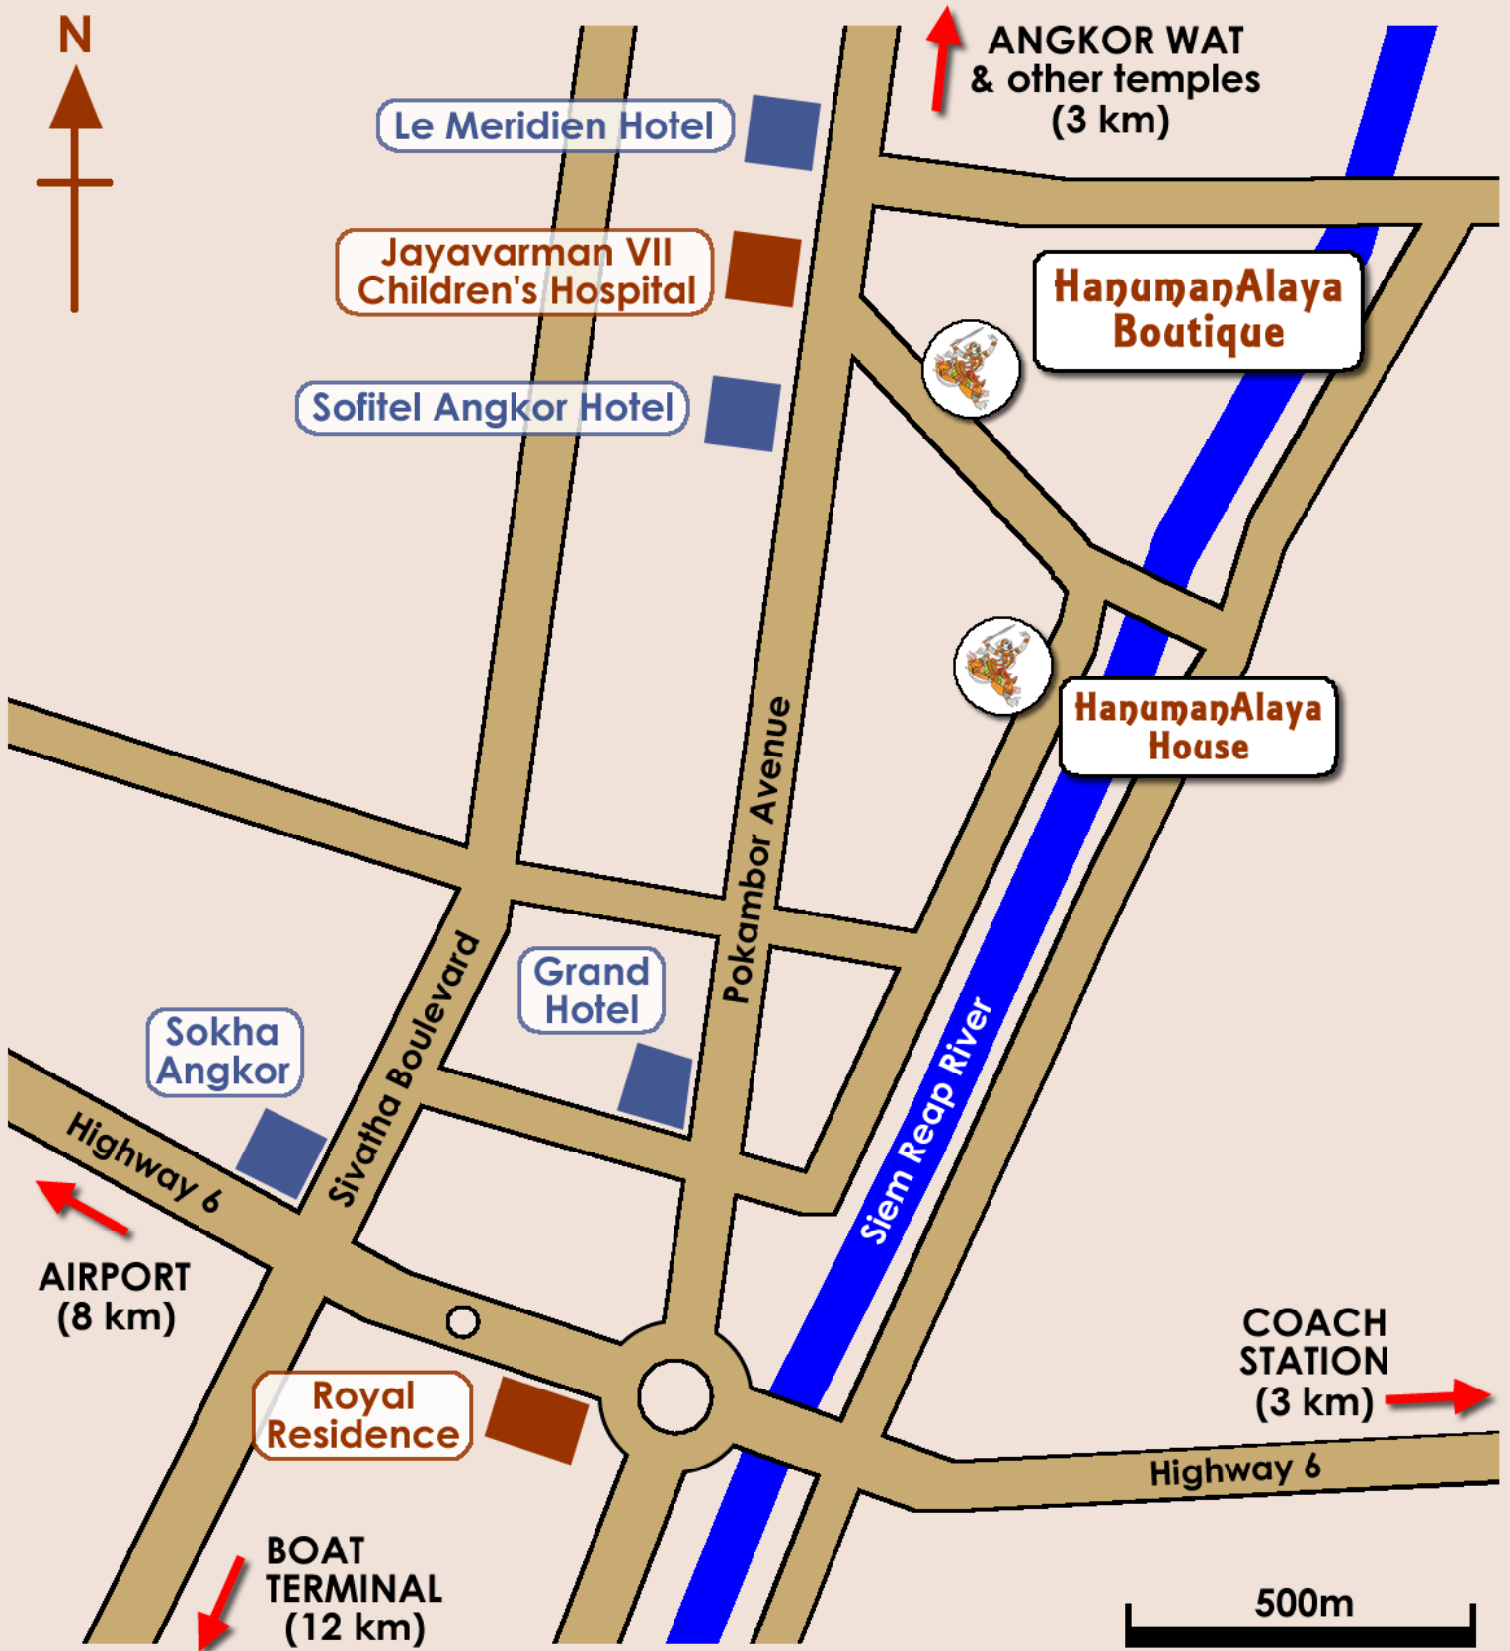 N
ANGKOR WAT
& other temples
(3 km)
Le Meridien Hotel
Jayavarman VII
Children's Hospital
HanumanAlaya
Boutique
Sofitel Angkor Hotel
HanumanAlaya
House
Pokambor Avenue
Sivatha Boulevard
Grand
Hotel
Sokha
Angkor
Siem Reap River
Highway 6
AIRPORT
(8 km)
COACH
STATION
(3 km)
Royal
Residence
Highway 6
BOAT
TERMINAL
(12 km)
500m